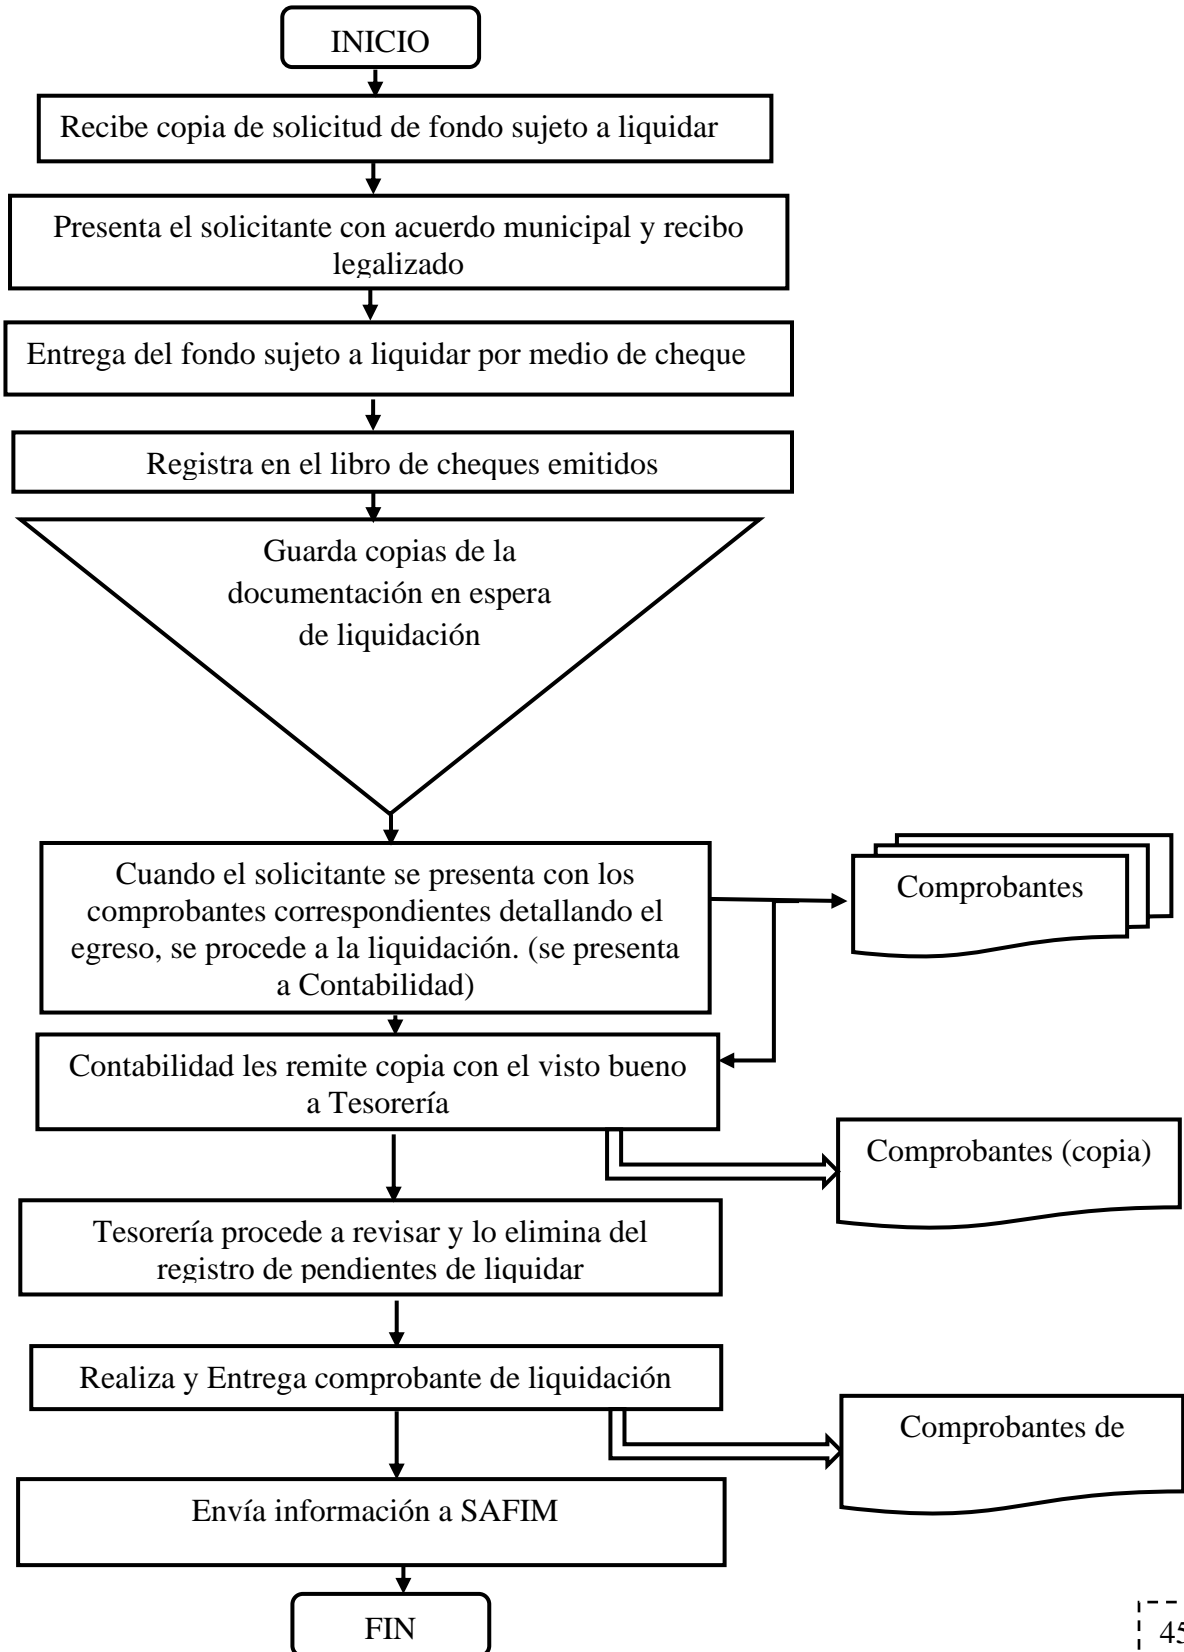 INICIO
Recibe copia de solicitud de fondo sujeto a liquidar
Presenta el solicitante con acuerdo municipal y recibo
legalizado
Entrega del fondo sujeto a liquidar por medio de cheque
Registra en el libro de cheques emitidos
Guarda copias de la
documentación en espera
de liquidación
Cuando el solicitante se presenta con los
comprobantes correspondientes detallando el
egreso, se procede a la liquidación. (se presenta
a Contabilidad)
Comprobantes
Contabilidad les remite copia con el visto bueno
a Tesorería
Comprobantes (copia)
Tesorería procede a revisar y lo elimina del
registro de pendientes de liquidar
Realiza y Entrega comprobante de liquidación
Comprobantes de
Envía información a SAFIM
FIN